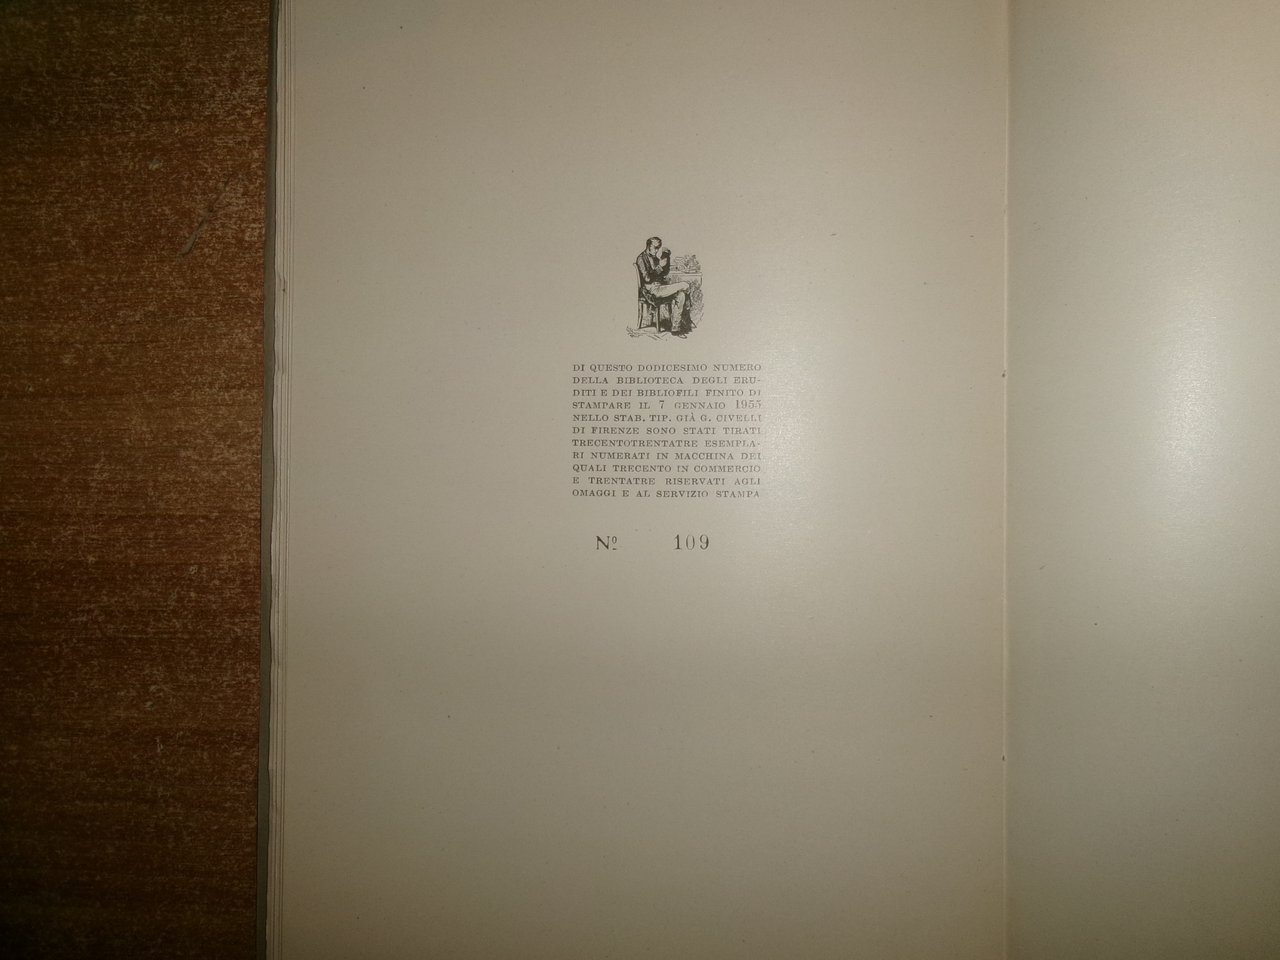 DI QUESTO DODICESIMO NUMERO
DELLA BIBLIOTECA DEGLI ERU-
DITI E DEI BIBLIOFILI FINITO DI
STAMPARE IL 7 GENNAIO 1955
NELLO STAB. TIP. GIÀ G. CIVELLI
DI FIRENZE SONO STATI TIRATI
TRECENTOTRENTATRE ESEMPLA-
RI NUMERATI IN MACCHINA DEI
QUALI TRECENTO IN COMMERCIO
E TRENTATRE RISERVATI AGLI
OMAGGI E AL SERVIZIO STAMPA
Nº 109